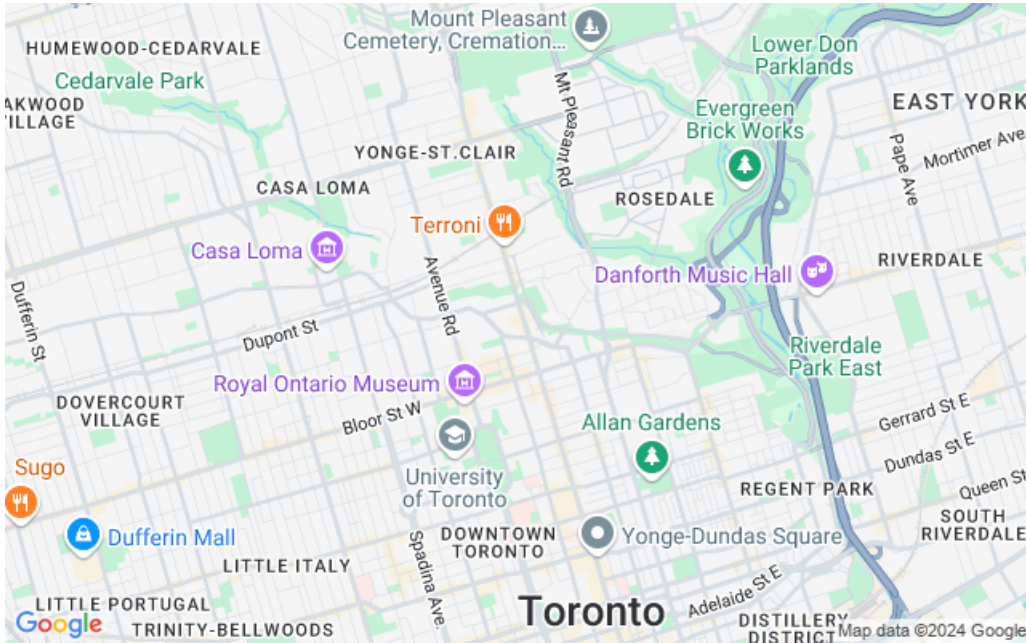 Mount Pleasant
Cemetery, Cremation...
HUMEWOOD-CEDARVALE
Lower Don
Parklands
Cedarvale Park
Mt Pleasant Rd
AKWOOD
VILLAGE
EAST YORK
Evergreen
Brick Works
Pape Ave
Mortimer Ave
YONGE-ST.CLAIR
CASA LOMA
ROSEDALE
Terroni
Casa Loma
Avenue Rd
Danforth Music Hall
RIVERDALE
Dufferin St
Dupont St
Riverdale
Park East
Royal Ontario Museum
DOVERCOURT
VILLAGE
Bloor St W
Allan Gardens
Gerrard St E
Dundas St E
Sugo
University
of Toronto
REGENT PARK
Queen St
Dufferin Mall
Spadina Ave.
DOWNTOWN
TORONTO
Yonge-Dundas Square
SOUTH
RIVERDALE
LITTLE ITALY
Adelaide St E
LITTLE PORTUGAL
Google
TRINITY-BELLWOODS
Toronto
DISTILLERY
DISTRICT
Map data ©2024 Google